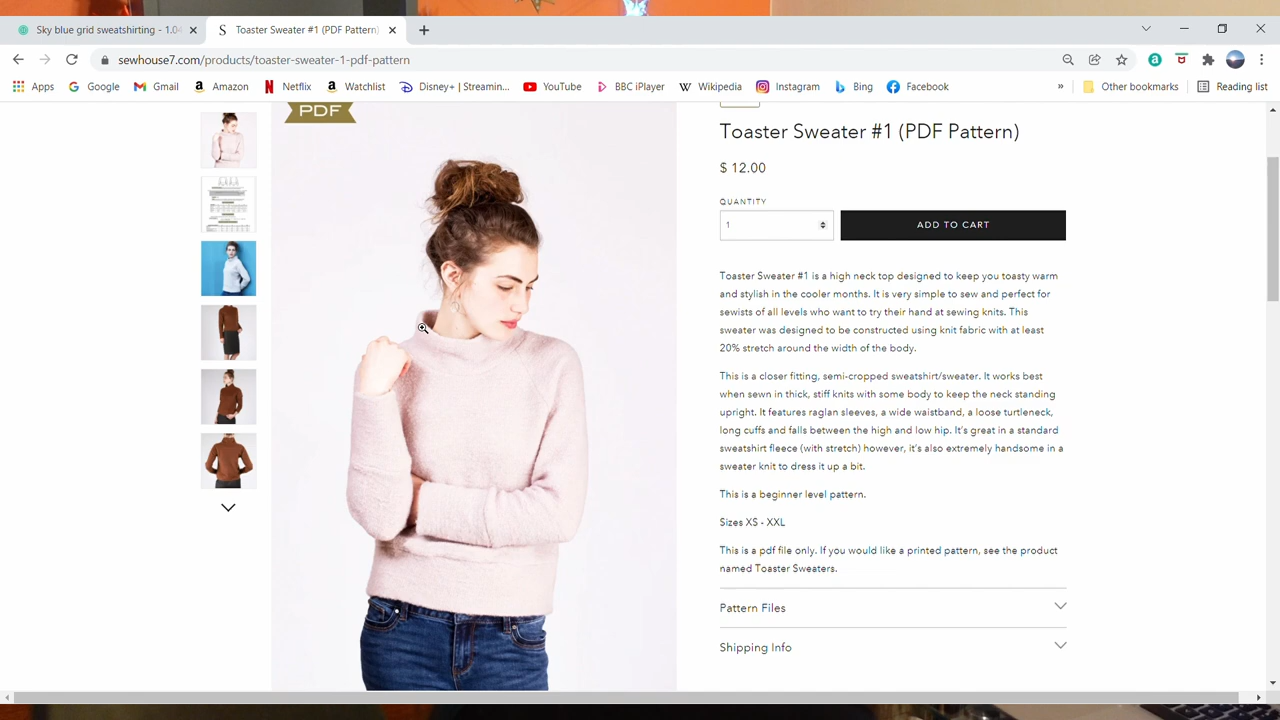 Sky blue grid sweatshirting - 1.04
S Toaster Sweater #1 (PDF Pattern)
sewhouse7.com/products/toaster-sweater-1-pdf-pattern
Apps Google Gmail Amazon Netflix Watchlist Disney+ | Streamin... YouTube BBC iPlayer Wikipedia Instagram Bing Facebook » Other bookmarks Reading list
PDF
Toaster Sweater #1 (PDF Pattern)
$ 12.00
QUANTITY
1
ADD TO CART
Toaster Sweater #1 is a high neck top designed to keep you toasty warm
and stylish in the cooler months. It is very simple to sew and perfect for
sewists of all levels who want to try their hand at sewing knits. This
sweater was designed to be constructed using knit fabric with at least
20% stretch around the width of the body.
This is a closer fitting, semi-cropped sweatshirt/sweater. It works best
when sewn in thick, stiff knits with some body to keep the neck standing
upright. It features raglan sleeves, a wide waistband, a loose turtleneck,
long cuffs and falls between the high and low hip. It's great in a standard
sweatshirt fleece (with stretch) however, it's also extremely handsome in a
sweater knit to dress it up a bit.
This is a beginner level pattern.
Sizes XS - XXL
This is a pdf file only. If you would like a printed pattern, see the product
named Toaster Sweaters.
Pattern Files
Shipping Info